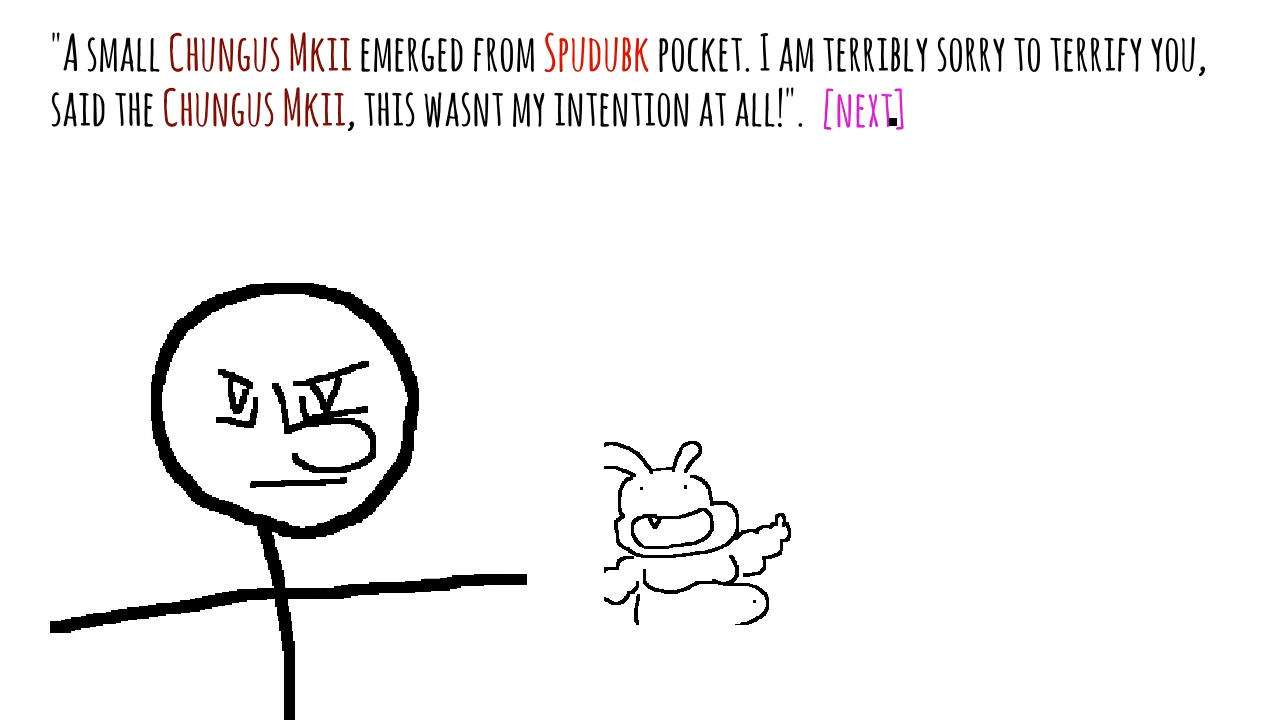 "A small Chungus MkII emerged from Spudubk pocket. I am terribly sorry to terrify you,
said the Chungus MkII, this wasnt my intention at all!". [next]